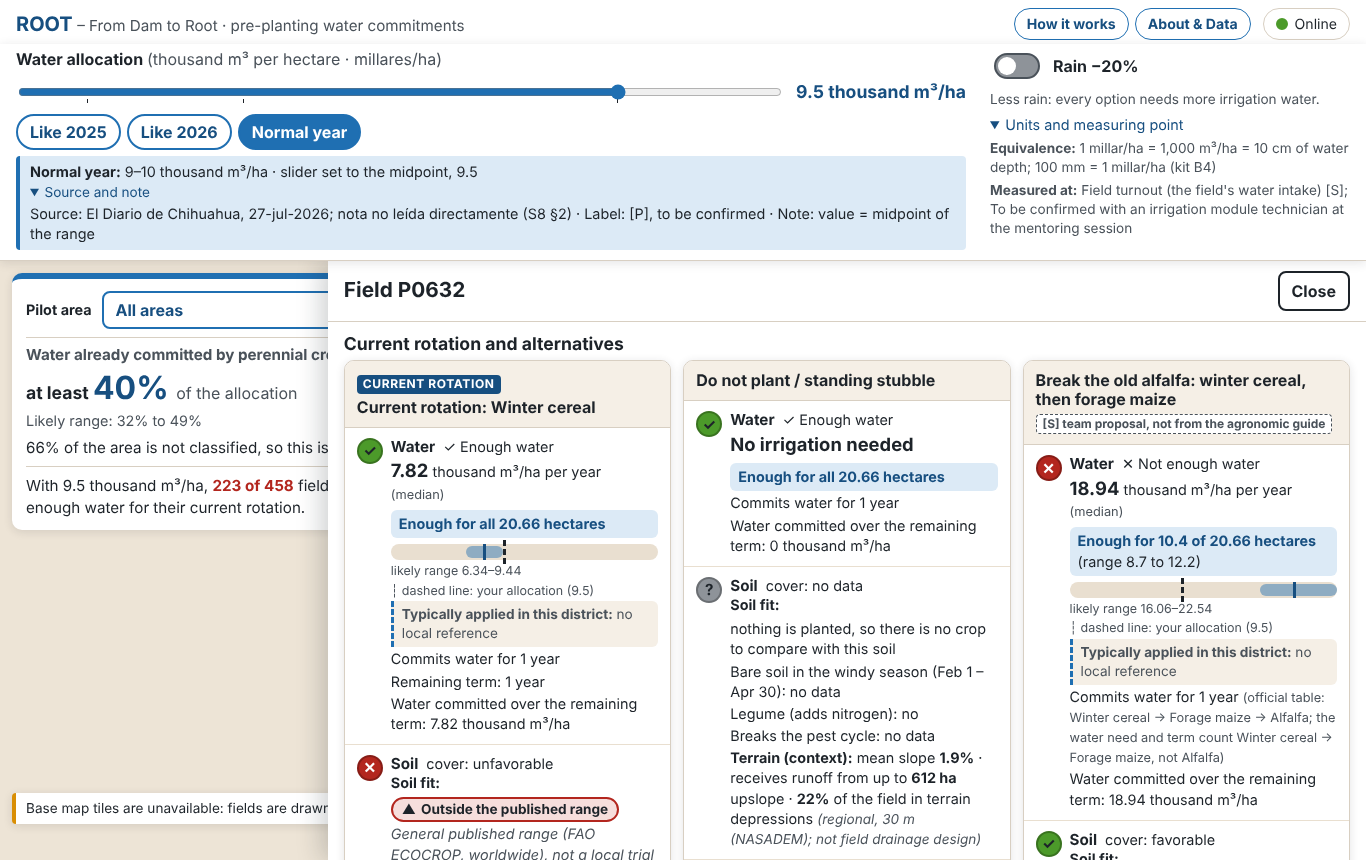 ROOT – From Dam to Root · pre-planting water commitments
How it works
About & Data
Online
Water allocation (thousand m³ per hectare · millares/ha)
9.5 thousand m³/ha
Like 2025
Like 2026
Normal year
Normal year: 9–10 thousand m³/ha · slider set to the midpoint, 9.5
▼ Source and note
Source: El Diario de Chihuahua, 27-jul-2026; nota no leída directamente (S8 §2) · Label: [P], to be confirmed · Note: value = midpoint of
the range
Rain −20%
Less rain: every option needs more irrigation water.
▼ Units and measuring point
Equivalence: 1 millar/ha = 1,000 m³/ha = 10 cm of water
depth; 100 mm = 1 millar/ha (kit B4)
Measured at: Field turnout (the field's water intake) [S];
To be confirmed with an irrigation module technician at
the mentoring session
Pilot area
All areas
Water already committed by perennial
at least 40% of the allocation
Likely range: 32% to 49%
66% of the area is not classified, so this is
With 9.5 thousand m³/ha, 223 of 458 field
enough water for their current rotation.
Base map tiles are unavailable: fields are drawn
Field P0632
Close
Current rotation and alternatives
CURRENT ROTATION
Current rotation: Winter cereal
Water ✓ Enough water
7.82 thousand m³/ha per year
(median)
Enough for all 20.66 hectares
likely range 6.34–9.44
dashed line: your allocation (9.5)
Typically applied in this district: no
local reference
Commits water for 1 year
Remaining term: 1 year
Water committed over the remaining
term: 7.82 thousand m³/ha
Soil cover: unfavorable
Soil fit:
▲ Outside the published range
General published range (FAO
ECOCROP, worldwide), not a local trial
Do not plant / standing stubble
Water ✓ Enough water
No irrigation needed
Enough for all 20.66 hectares
Commits water for 1 year
Water committed over the remaining
term: 0 thousand m³/ha
? Soil cover: no data
Soil fit:
nothing is planted, so there is no crop
to compare with this soil
Bare soil in the windy season (Feb 1 –
Apr 30): no data
Legume (adds nitrogen): no
Breaks the pest cycle: no data
Terrain (context): mean slope 1.9% ·
receives runoff from up to 612 ha
upslope · 22% of the field in terrain
depressions (regional, 30 m
(NASADEM); not field drainage design)
Break the old alfalfa: winter cereal,
then forage maize
[S] team proposal, not from the agronomic guide
Water ✕ Not enough water
18.94 thousand m³/ha per year
(median)
Enough for 10.4 of 20.66 hectares
(range 8.7 to 12.2)
likely range 16.06–22.54
dashed line: your allocation (9.5)
Typically applied in this district: no
local reference
Commits water for 1 year (official table:
Winter cereal → Forage maize → Alfalfa; the
water need and term count Winter cereal →
Forage maize, not Alfalfa)
Water committed over the remaining
term: 18.94 thousand m³/ha
Soil cover: favorable
Soil fit: